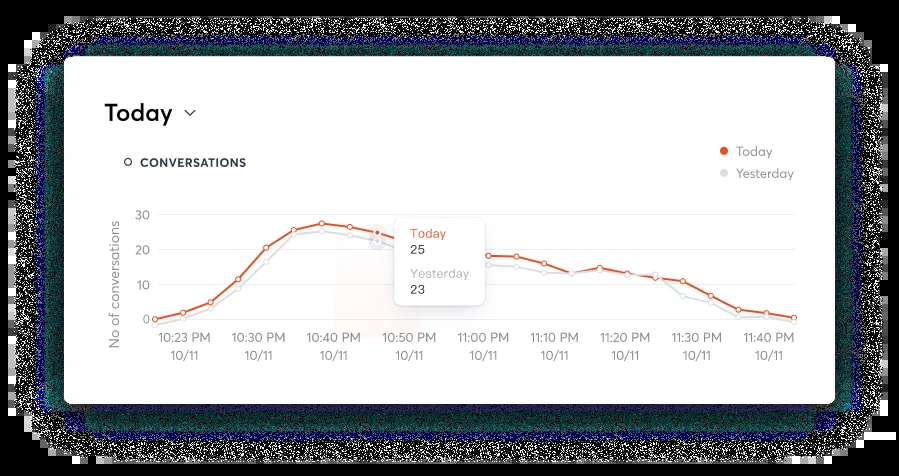 Today
CONVERSATIONS
Today
Yesterday
No of conversations
30
20
10
0
Today
25
Yesterday
23
10:23 PM 10:30 PM 10:40 PM 10:50 PM 11:00 PM 11:10 PM 11:20 PM 11:30 PM 11:40 PM
10/11 10/11 10/11 10/11 10/11 10/11 10/11 10/11 10/11